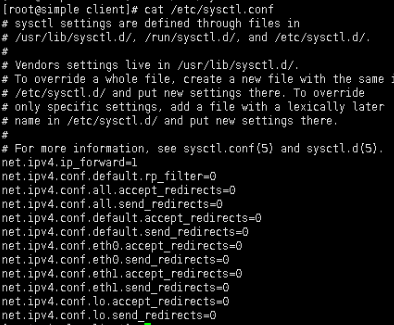 [root@simple client]# cat /etc/sysctl.conf
# sysctl settings are defined through files in
# /usr/lib/sysctl.d/, /run/sysctl.d/, and /etc/sysctl.d/.
#
# Vendors settings live in /usr/lib/sysctl.d/.
# To override a whole file, create a new file with the same i
# /etc/sysctl.d/ and put new settings there. To override
# only specific settings, add a file with a lexically later
# name in /etc/sysctl.d/ and put new settings there.
#
# For more information, see sysctl.conf(5) and sysctl.d(5).
net.ipv4.ip_forward=1
net.ipv4.conf.default.rp_filter=0
net.ipv4.conf.all.accept_redirects=0
net.ipv4.conf.all.send_redirects=0
net.ipv4.conf.default.accept_redirects=0
net.ipv4.conf.default.send_redirects=0
net.ipv4.conf.eth0.accept_redirects=0
net.ipv4.conf.eth0.send_redirects=0
net.ipv4.conf.eth1.accept_redirects=0
net.ipv4.conf.eth1.send_redirects=0
net.ipv4.conf.lo.accept_redirects=0
net.ipv4.conf.lo.send_redirects=0